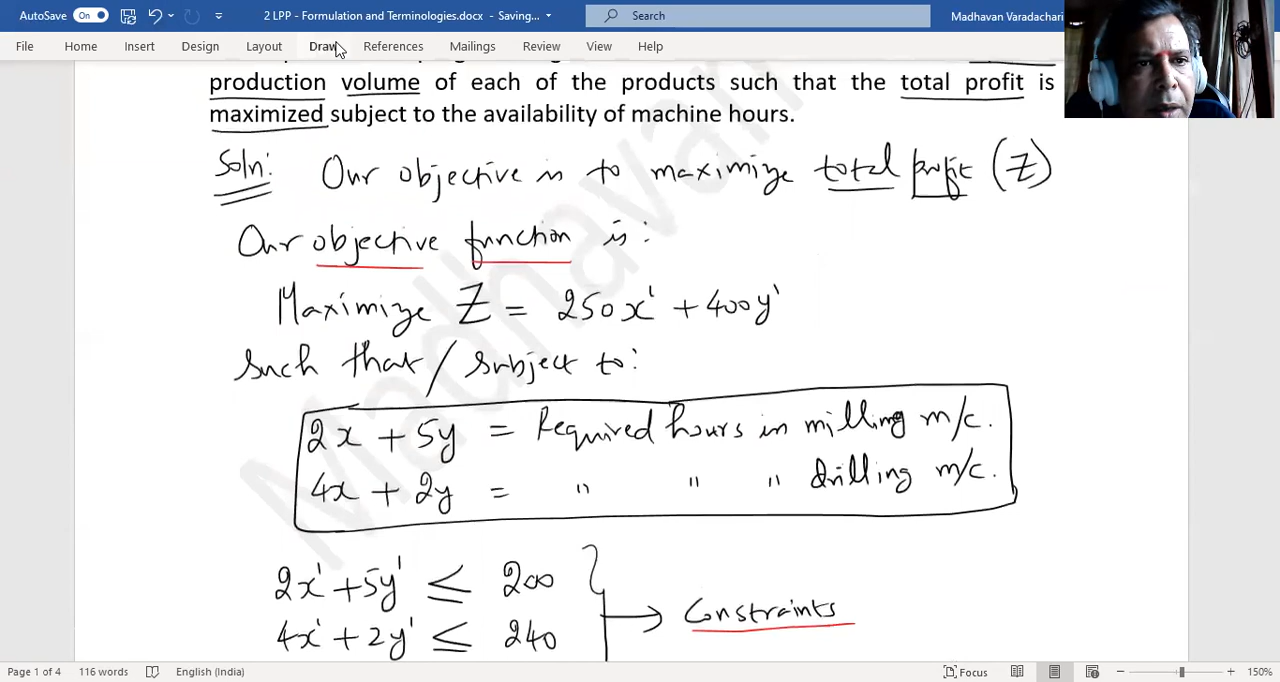 AutoSave On 2 LPP - Formulation and Terminologies.docx - Saving... Search Madhavan Varadachari
File Home Insert Design Layout Draw References Mailings Review View Help
production volume of each of the products such that the total profit is
maximized subject to the availability of machine hours.
Soln: Our objective is to maximize total profit (Z)
Our objective function is:
Maximize Z = 250x' + 400y'
such that / subject to:
2x + 5y = Required hours in milling m/c.
4x + 2y = " " " drilling m/c.
2x' + 5y' ≤ 200
4x' + 2y' ≤ 240
Constraints
Madhavan
Page 1 of 4 116 words English (India) Focus 150%